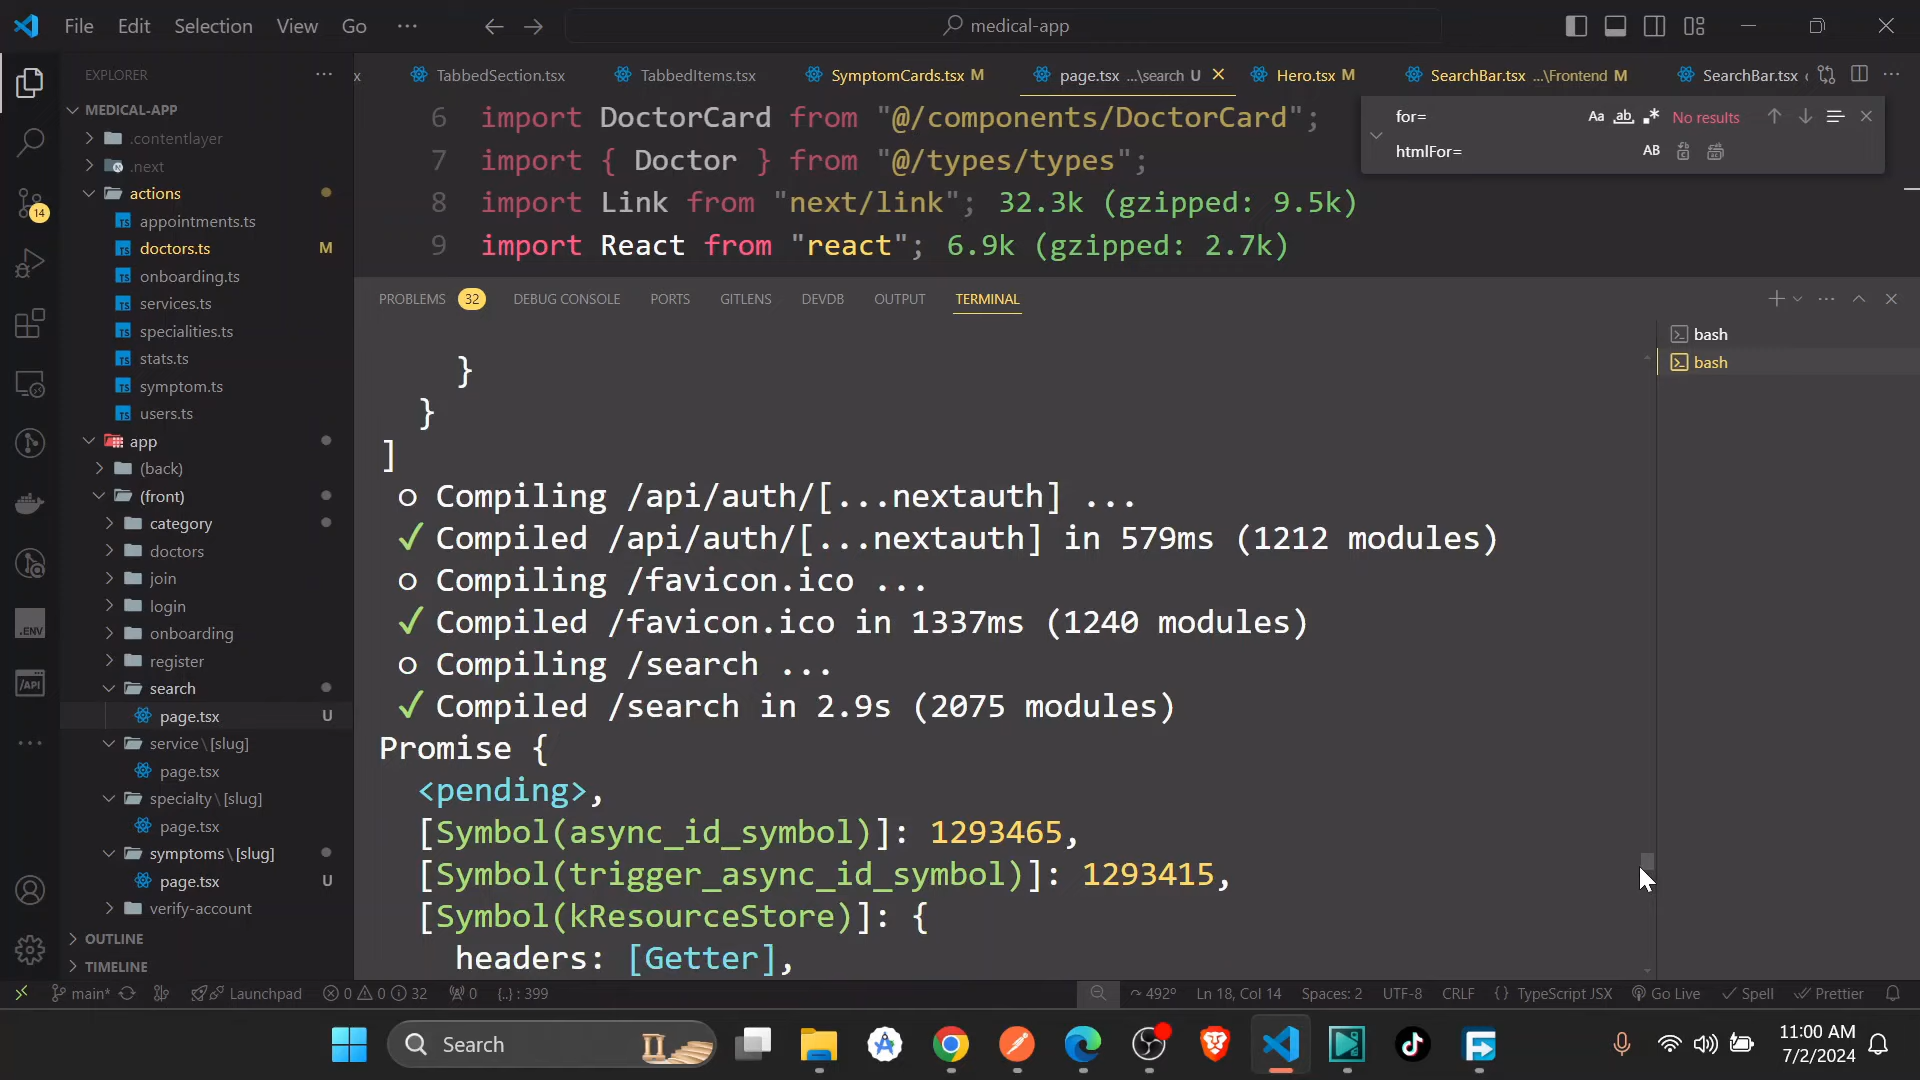 File Edit Selection View Go ...
medical-app
EXPLORER
TabbedSection.tsx TabbedItems.tsx SymptomCards.tsx M page.tsx ...\search U Hero.tsx M SearchBar.tsx ...\Frontend M SearchBar.tsx
MEDICAL-APP
.contentlayer
.next
actions
14
appointments.ts
doctors.ts M
onboarding.ts
services.ts
specialities.ts
stats.ts
symptom.ts
users.ts
app
(back)
(front)
category
doctors
join
login
onboarding
register
search
page.tsx U
service\[slug]
page.tsx
specialty\[slug]
page.tsx
symptoms\[slug]
page.tsx U
verify-account
OUTLINE
TIMELINE
.ENV
/API
6 import DoctorCard from "@/components/DoctorCard";
7 import { Doctor } from "@/types/types";
8 import Link from "next/link"; 32.3k (gzipped: 9.5k)
9 import React from "react"; 6.9k (gzipped: 2.7k)
for= Aa ab .* No results
htmlFor= AB
PROBLEMS 32 DEBUG CONSOLE PORTS GITLENS DEVDB OUTPUT TERMINAL
bash
bash
}
}
]
○ Compiling /api/auth/[...nextauth] ...
✓ Compiled /api/auth/[...nextauth] in 579ms (1212 modules)
○ Compiling /favicon.ico ...
✓ Compiled /favicon.ico in 1337ms (1240 modules)
○ Compiling /search ...
✓ Compiled /search in 2.9s (2075 modules)
Promise {
<pending>,
[Symbol(async_id_symbol)]: 1293465,
[Symbol(trigger_async_id_symbol)]: 1293415,
[Symbol(kResourceStore)]: {
headers: [Getter],
main* Launchpad 0 0 32 0 {..} : 399 492º Ln 18, Col 14 Spaces: 2 UTF-8 CRLF {} TypeScript JSX Go Live Spell Prettier
Search
11:00 AM
7/2/2024